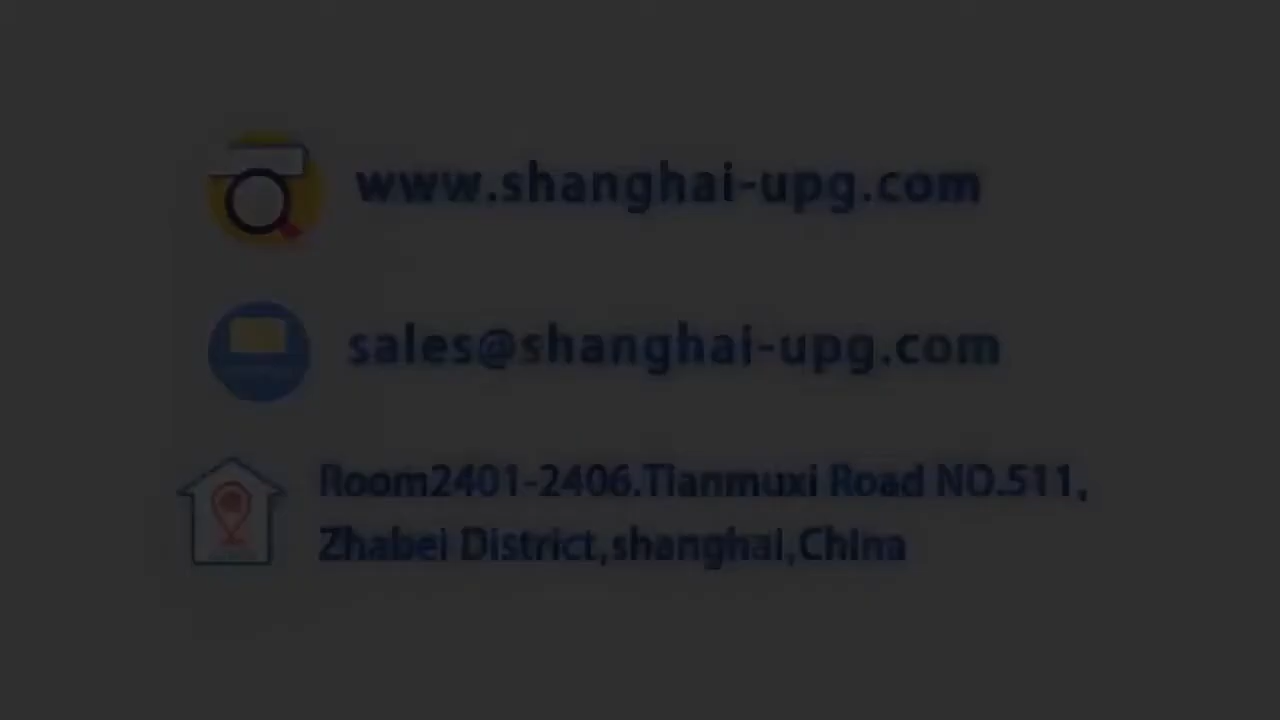 www.shanghai-upg.com
sales@shanghai-upg.com
Room2401-2406.Tianmuxi Road NO.511,
Zhabei District,shanghai,China